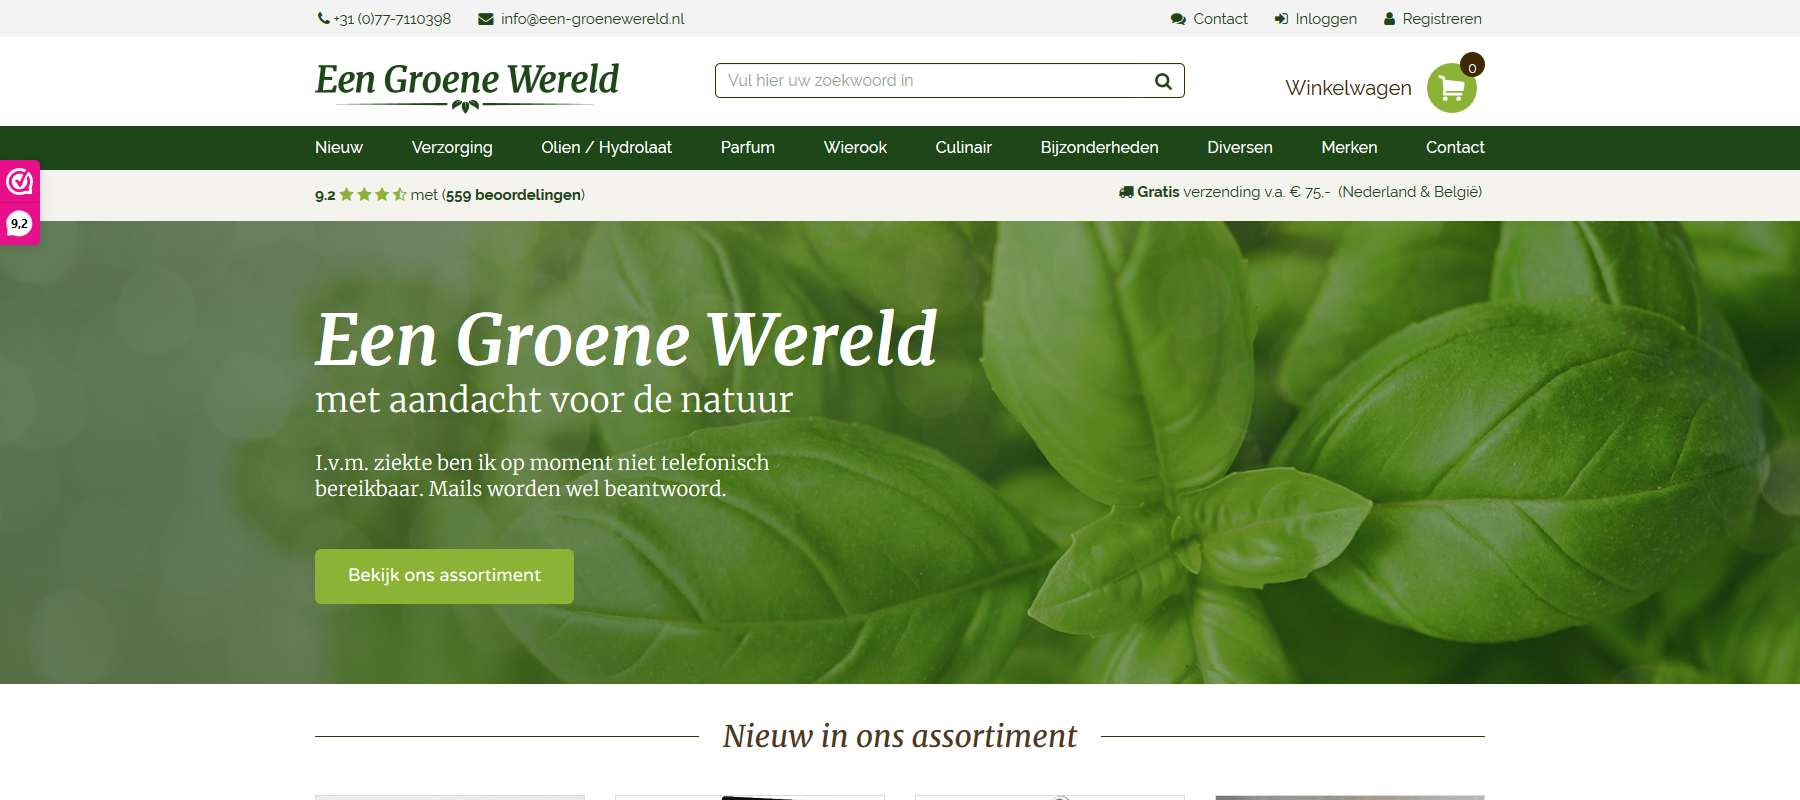 +31 (0)77-7110398 info@een-groenewereld.nl Contact Inloggen Registreren
Een Groene Wereld
Vul hier uw zoekwoord in
Winkelwagen 0
Nieuw Verzorging Olien / Hydrolaat Parfum Wierook Culinair Bijzonderheden Diversen Merken Contact
9.2 met (559 beoordelingen) Gratis verzending v.a. € 75.- (Nederland & België)
9,2
Een Groene Wereld
met aandacht voor de natuur
I.v.m. ziekte ben ik op moment niet telefonisch
bereikbaar. Mails worden wel beantwoord.
Bekijk ons assortiment
Nieuw in ons assortiment